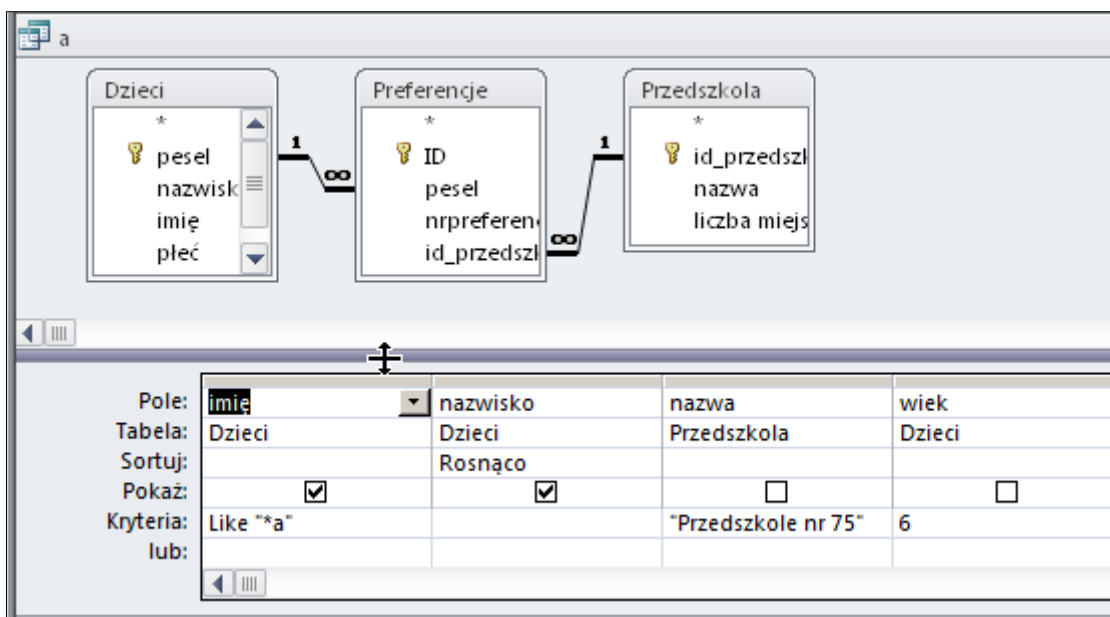 a
Dzieci Preferencje Przedszkola
* * *
pesel ID id_przedszk
nazwisk pesel nazwa
imię nrpreferen liczba miejs
płeć id_przedszk
1 ∞ 1 ∞
Pole: imię nazwisko nazwa wiek
Tabela: Dzieci Dzieci Przedszkola Dzieci
Sortuj: Rosnąco
Pokaż:
Kryteria: Like "*a" "Przedszkole nr 75" 6
lub: